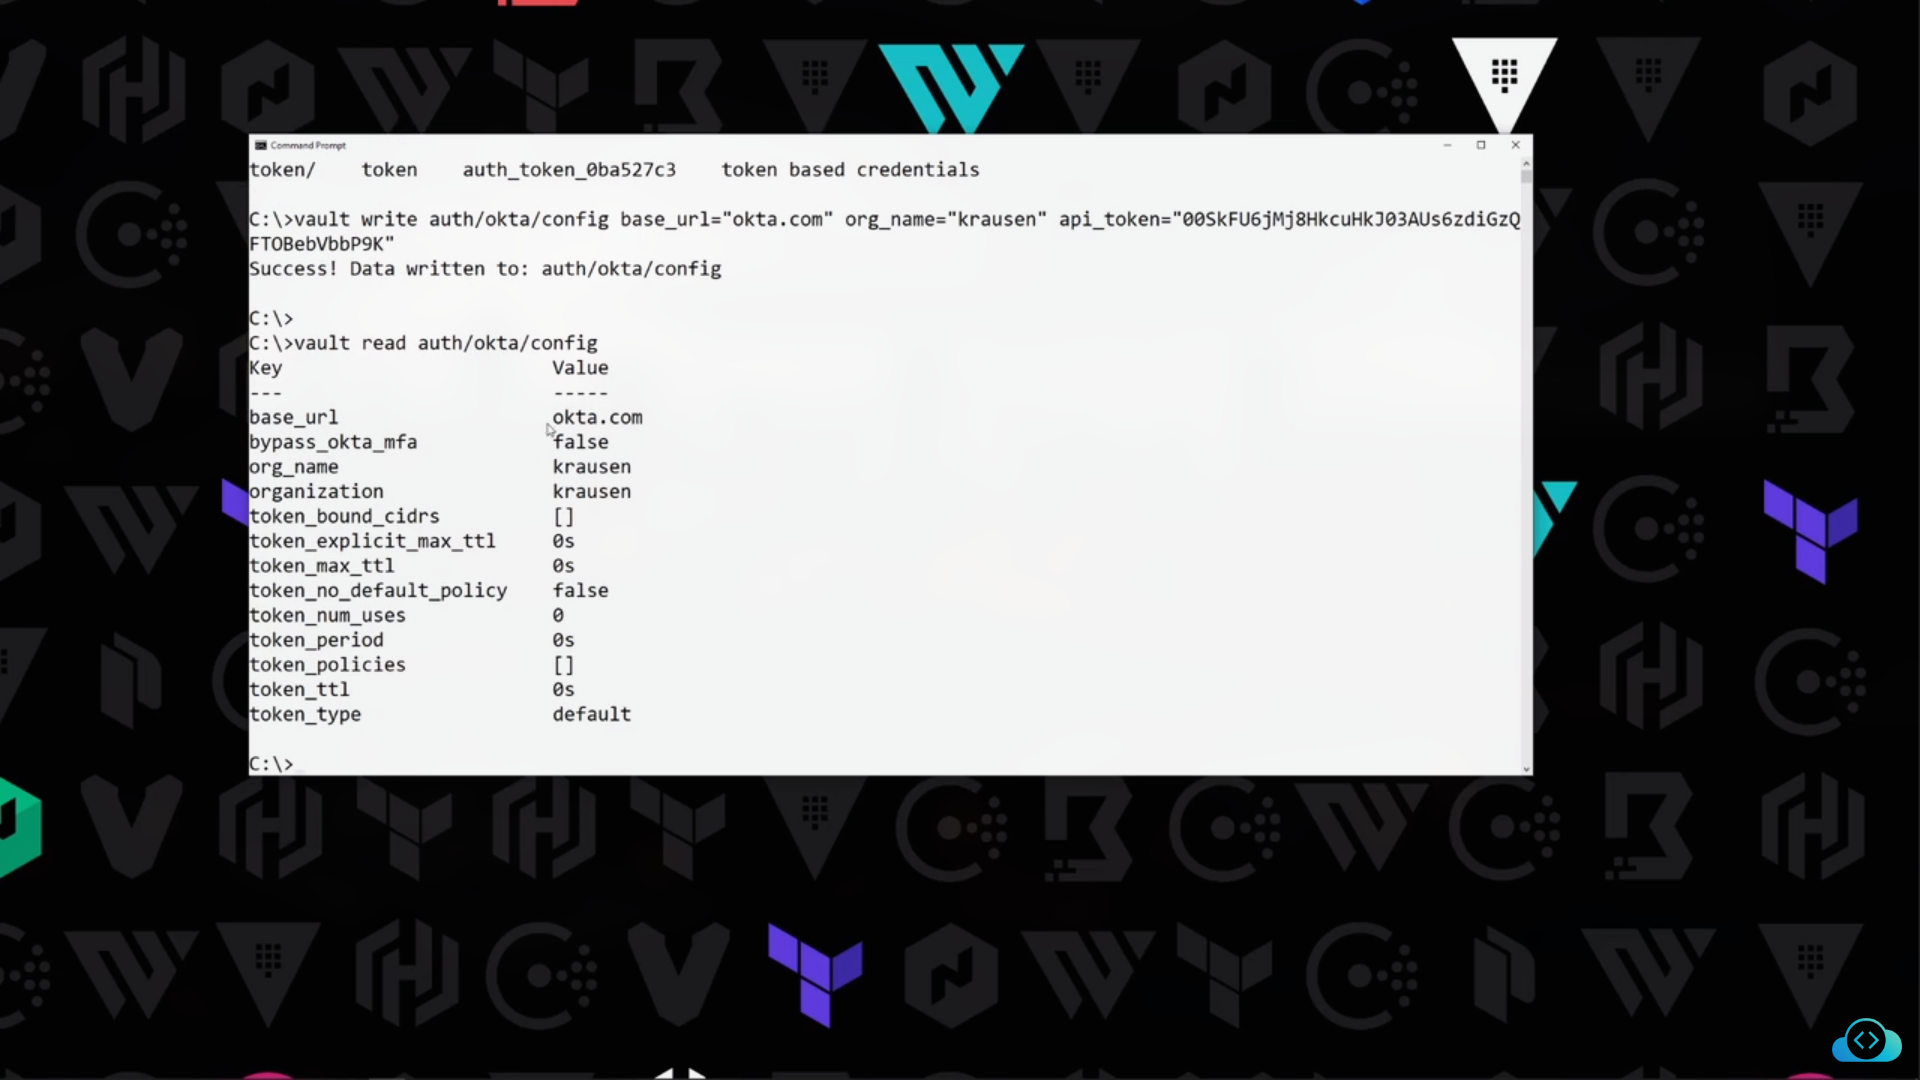 Command Prompt
token/    token    auth_token_0ba527c3    token based credentials
C:\>vault write auth/okta/config base_url="okta.com" org_name="krausen" api_token="00SkFU6jMj8HkcuHkJ03AUs6zdiGzQ
FTOBebVbbP9K"
Success! Data written to: auth/okta/config
C:\>
C:\>vault read auth/okta/config
Key    Value
---    -----
base_url    okta.com
bypass_okta_mfa    false
org_name    krausen
organization    krausen
token_bound_cidrs    []
token_explicit_max_ttl    0s
token_max_ttl    0s
token_no_default_policy    false
token_num_uses    0
token_period    0s
token_policies    []
token_ttl    0s
token_type    default
C:\>